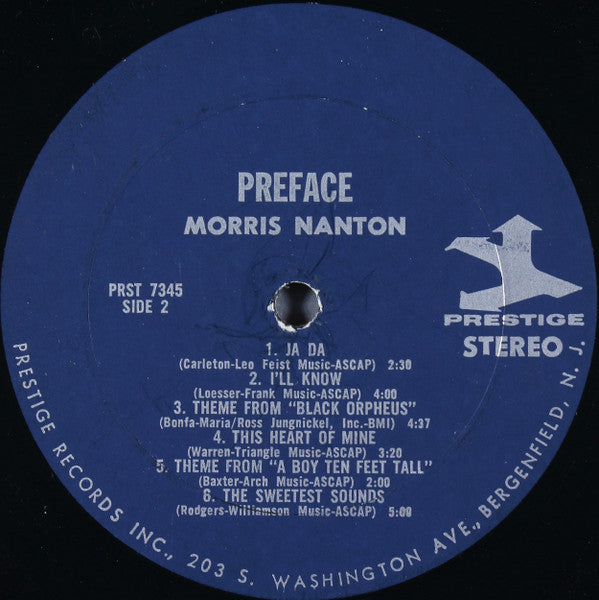 PREFACE
MORRIS NANTON
PRST 7345
SIDE 2
PRESTIGE
STEREO
1. JA DA
(Carleton-Leo Feist Music-ASCAP) 2:30
2. I'LL KNOW
(Loesser-Frank Music-ASCAP) 4:00
3. THEME FROM "BLACK ORPHEUS"
(Bonfa-Maria/Ross Jungnickel, Inc.-BMI) 4:37
4. THIS HEART OF MINE
(Warren-Triangle Music-ASCAP) 3:20
5. THEME FROM "A BOY TEN FEET TALL"
(Baxter-Arch Music-ASCAP) 2:00
6. THE SWEETEST SOUNDS
(Rodgers-Williamson Music-ASCAP) 5:00
PRESTIGE RECORDS INC., 203 S. WASHINGTON AVE., BERGENFIELD, N. J.